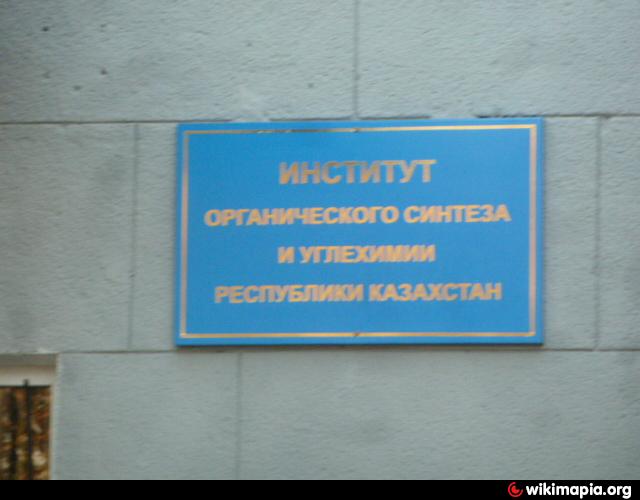 ИНСТИТУТ
ОРГАНИЧЕСКОГО СИНТЕЗА
И УГЛЕХИМИИ
РЕСПУБЛИКИ КАЗАХСТАН
wikimapia.org